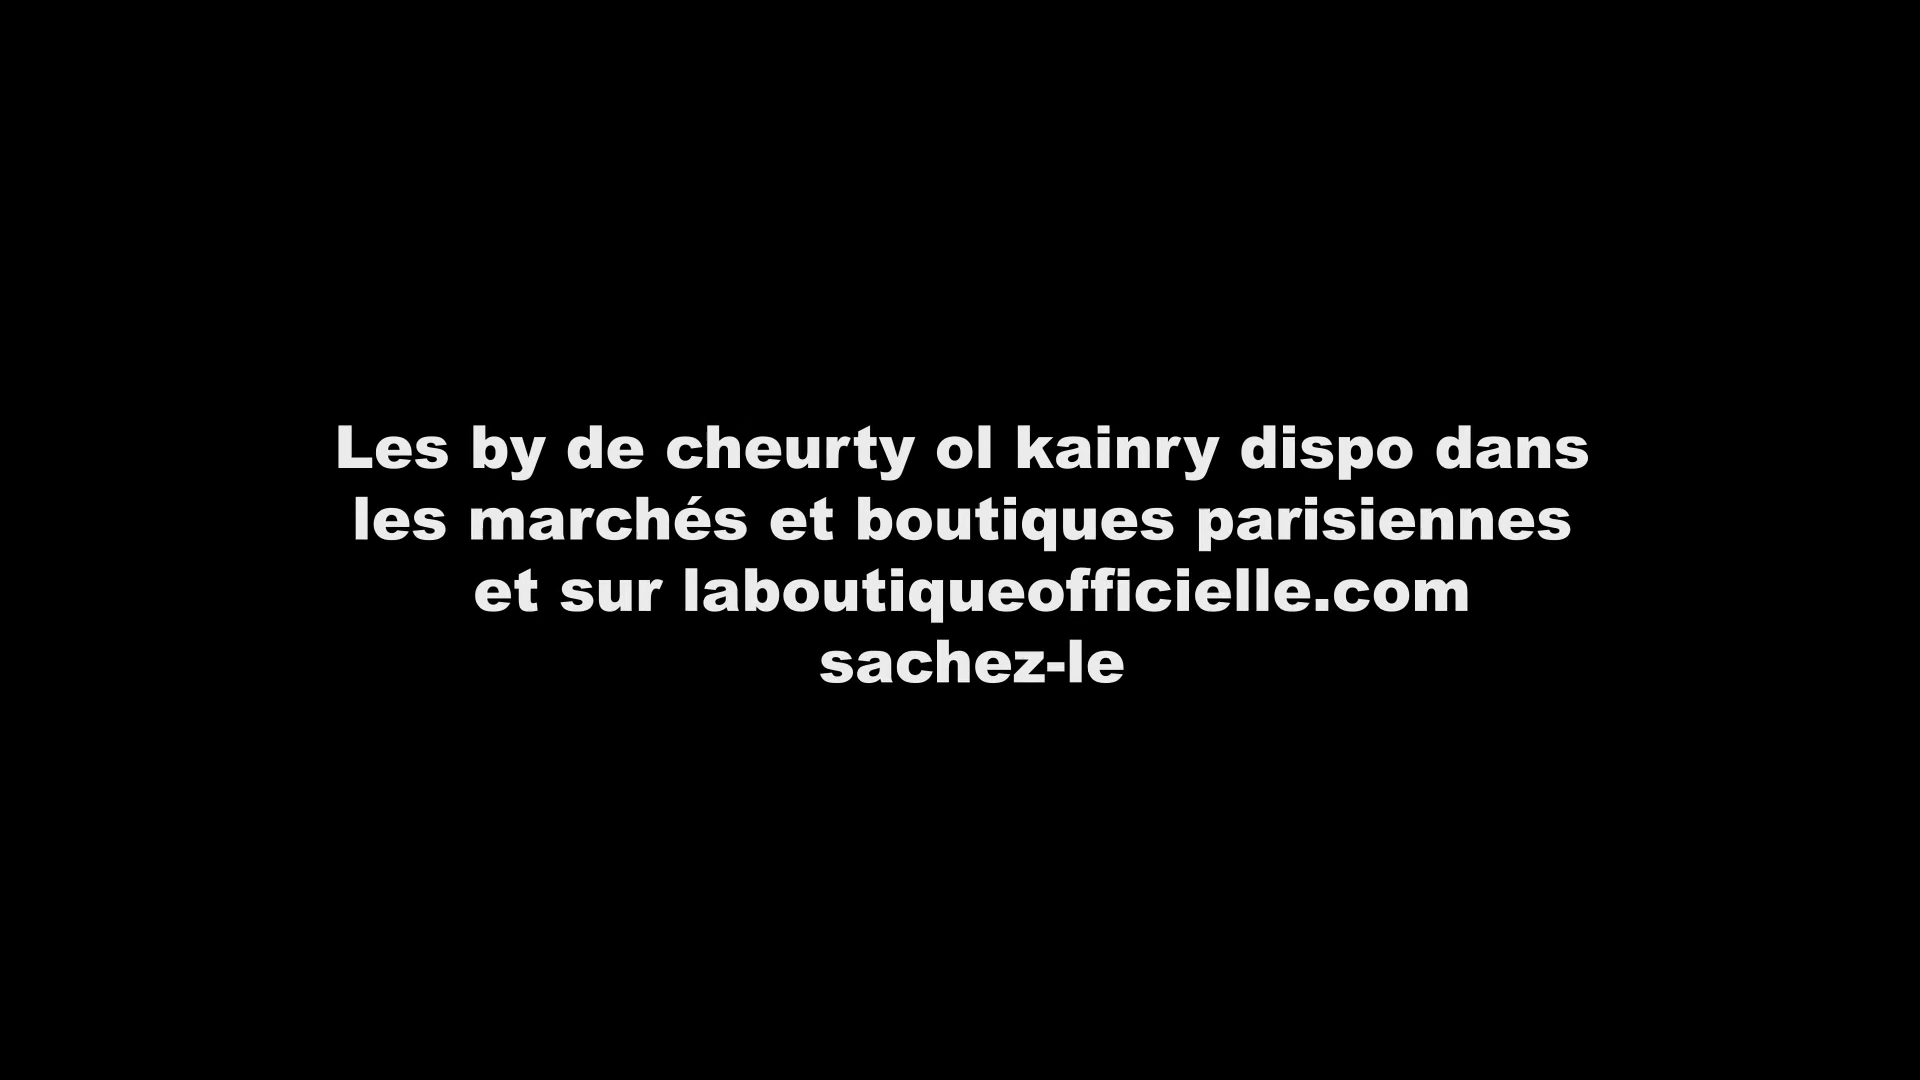 Les by de cheurty ol kainry dispo dans
les marchés et boutiques parisiennes
et sur laboutiqueofficielle.com
sachez-le